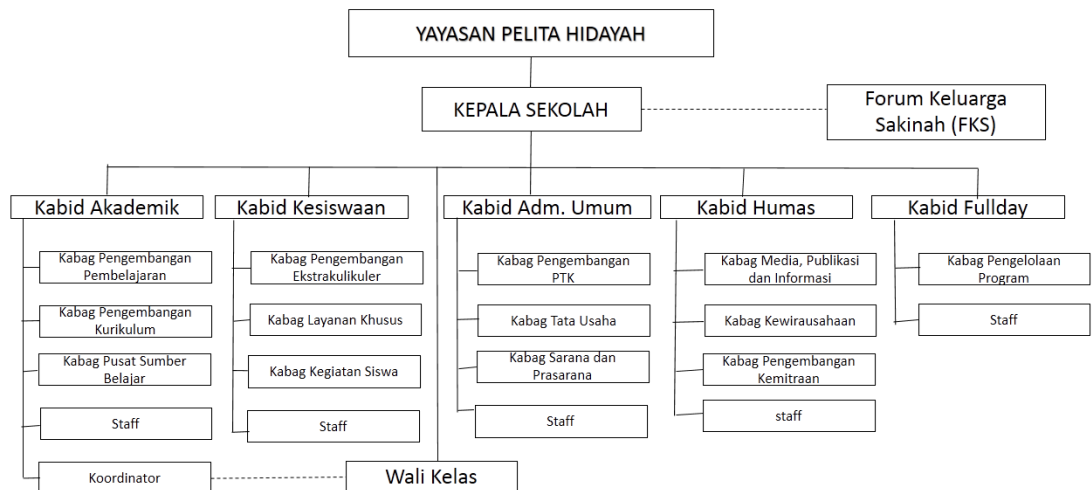 YAYASAN PELITA HIDAYAH
KEPALA SEKOLAH
Forum Keluarga
Sakinah (FKS)
Kabid Akademik
Kabag Pengembangan
Pembelajaran
Kabag Pengembangan
Kurikulum
Kabag Pusat Sumber
Belajar
Staff
Koordinator
Kabid Kesiswaan
Kabag Pengembangan
Ekstrakulikuler
Kabag Layanan Khusus
Kabag Kegiatan Siswa
Staff
Wali Kelas
Kabid Adm. Umum
Kabag Pengembangan
PTK
Kabag Tata Usaha
Kabag Sarana dan
Prasarana
Staff
Kabid Humas
Kabag Media, Publikasi
dan Informasi
Kabag Kewirausahaan
Kabag Pengembangan
Kemitraan
staff
Kabid Fullday
Kabag Pengelolaan
Program
Staff